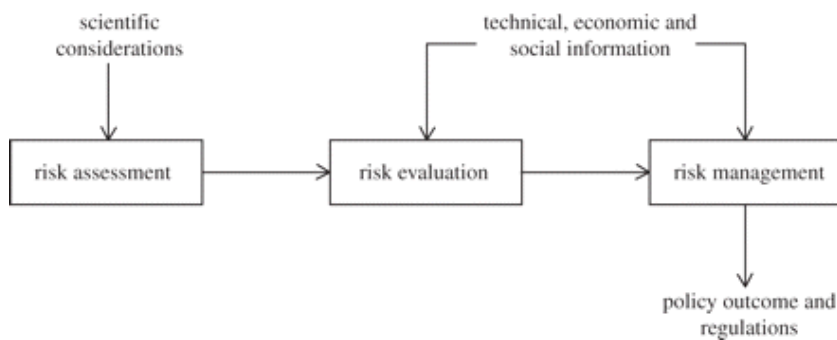 scientific
considerations
technical, economic and
social information
risk assessment
risk evaluation
risk management
policy outcome and
regulations